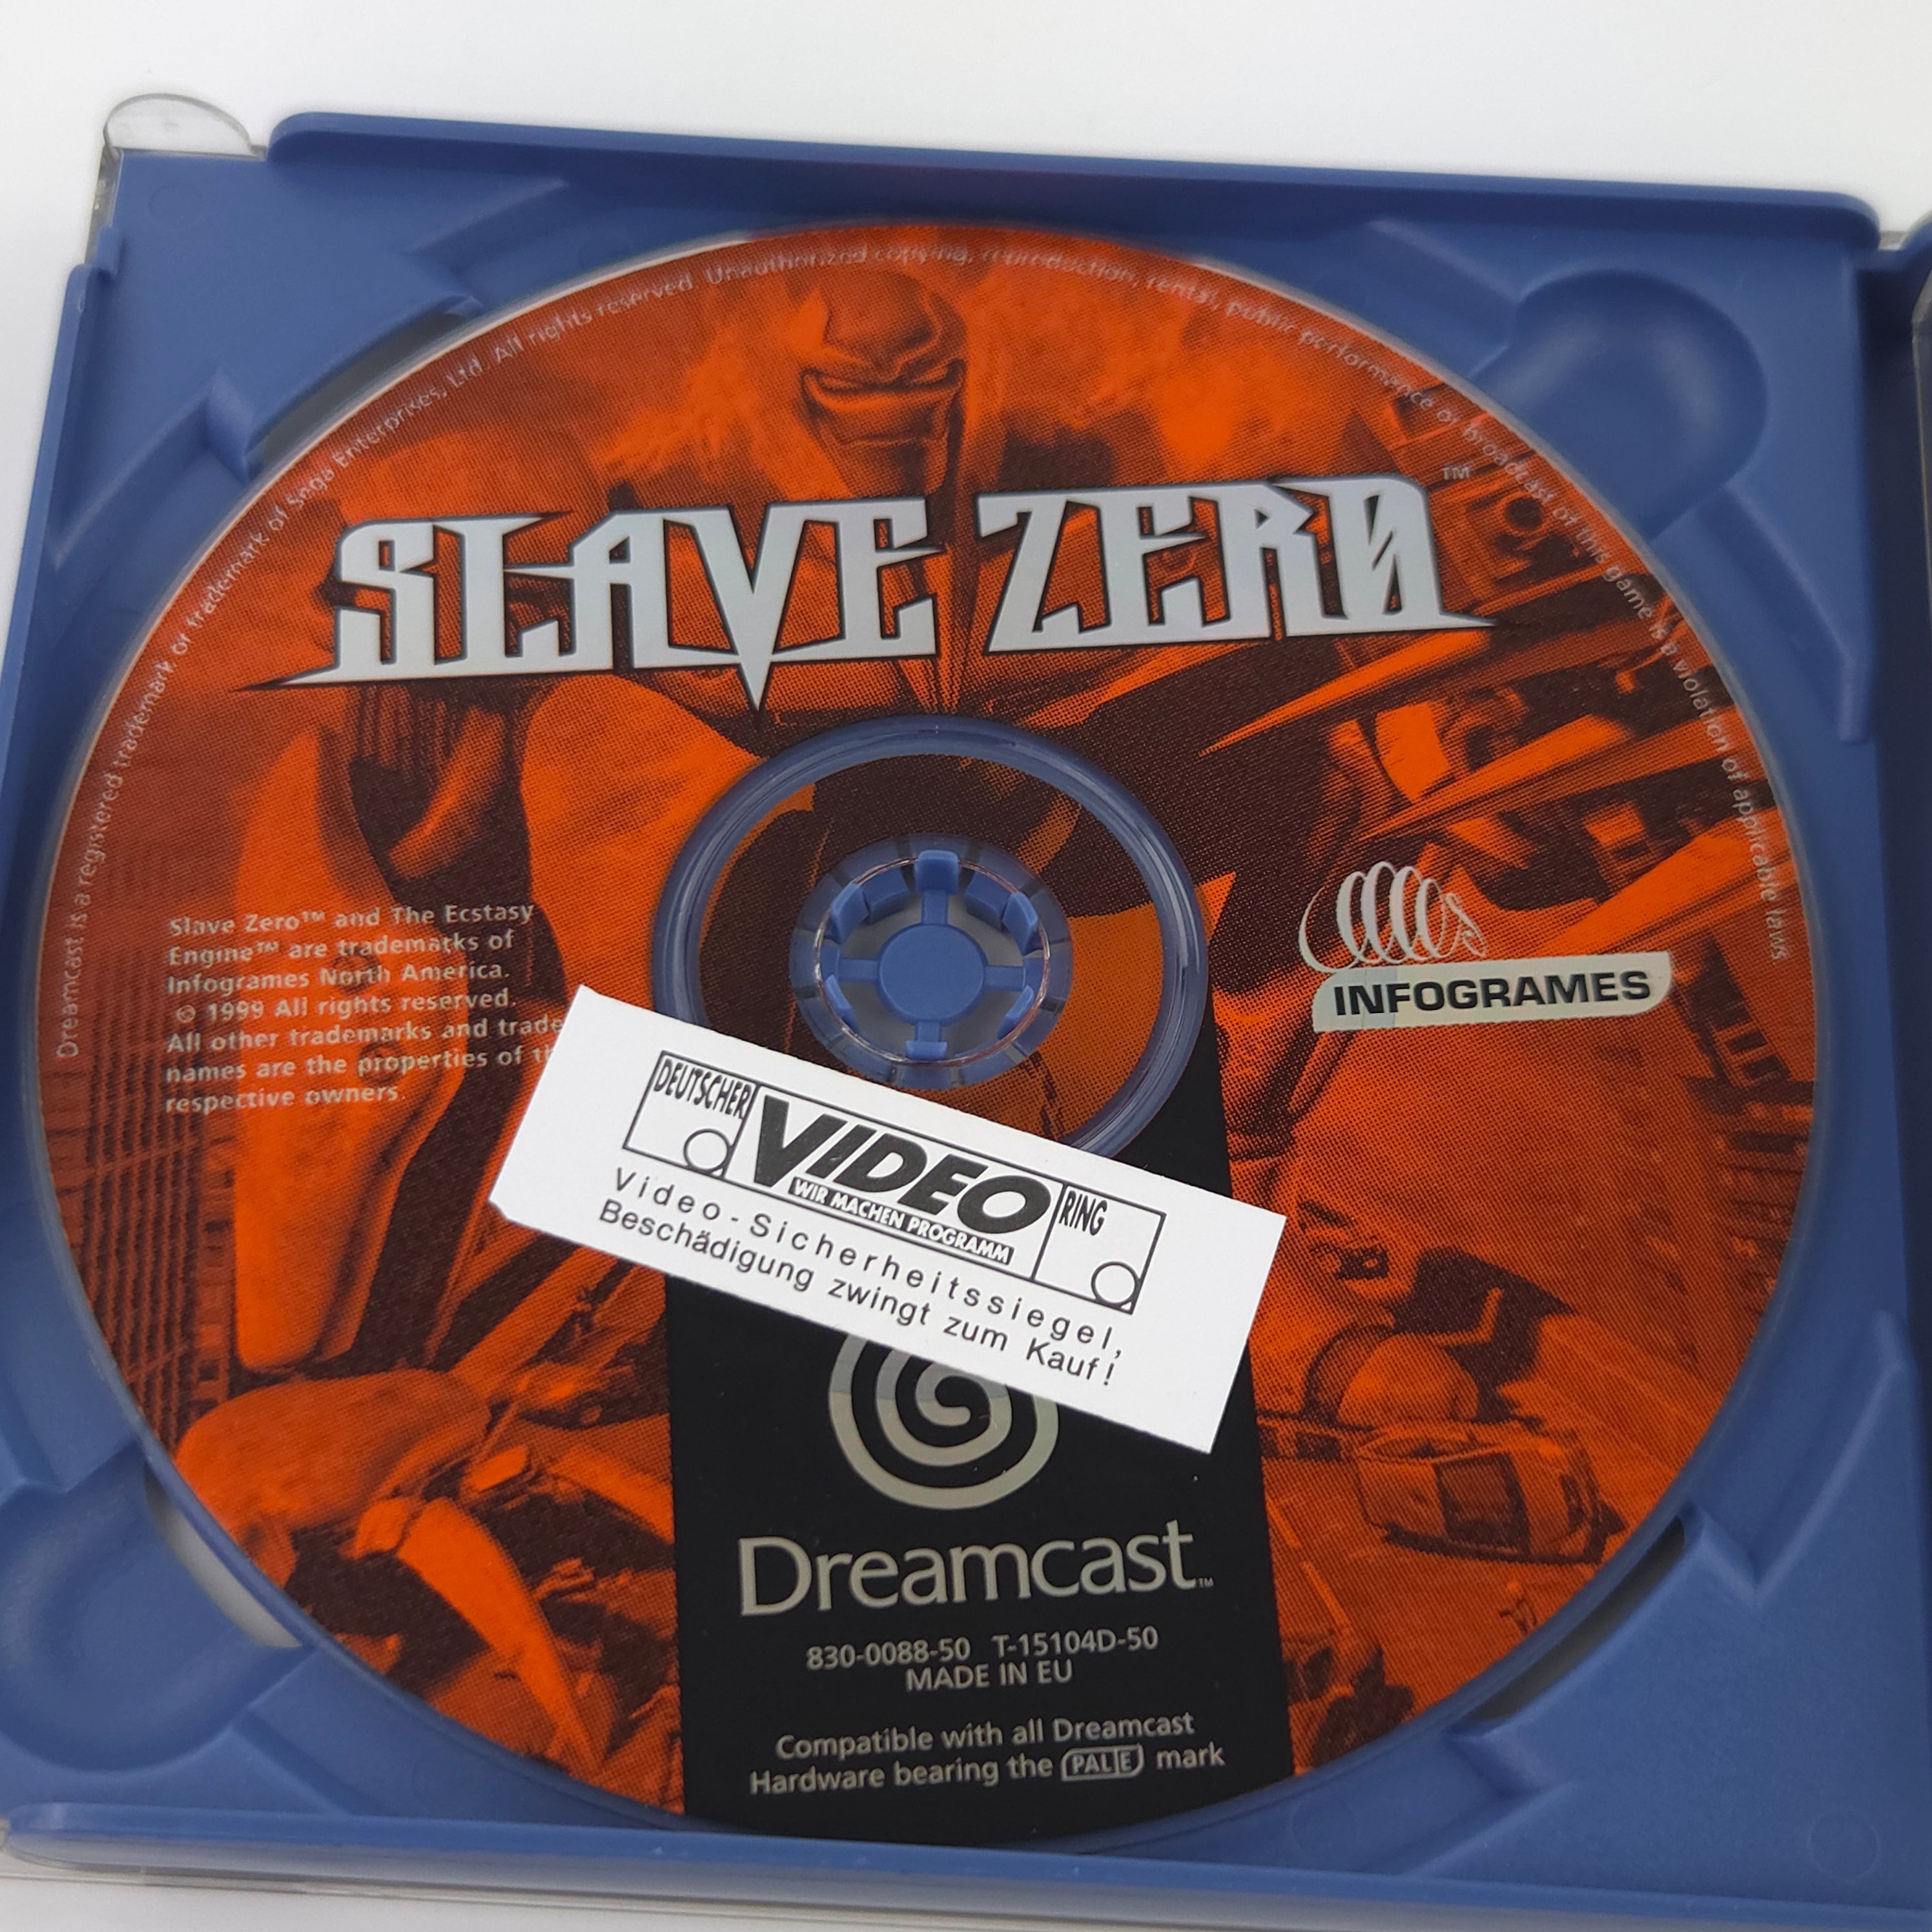 Dreamcast is a registered trademark or trademark of Sega Enterprises, Ltd. All rights reserved. Unauthorized copying, reproduction, rental, public performance or broadcast of this game is a violation of applicable laws
SLAVE ZERØ™
Slave Zero™ and The Ecstasy
Engine™ are trademarks of
Infogrames North America.
© 1999 All rights reserved.
All other trademarks and trade
names are the properties of
respective owners.
INFOGRAMES
DEUTSCHER VIDEO RING
WIR MACHEN PROGRAMM
Video-Sicherheitssiegel,
Beschädigung zwingt zum Kauf!
Dreamcast™
830-0088-50 T-15104D-50
MADE IN EU
Compatible with all Dreamcast
Hardware bearing the PAL E mark